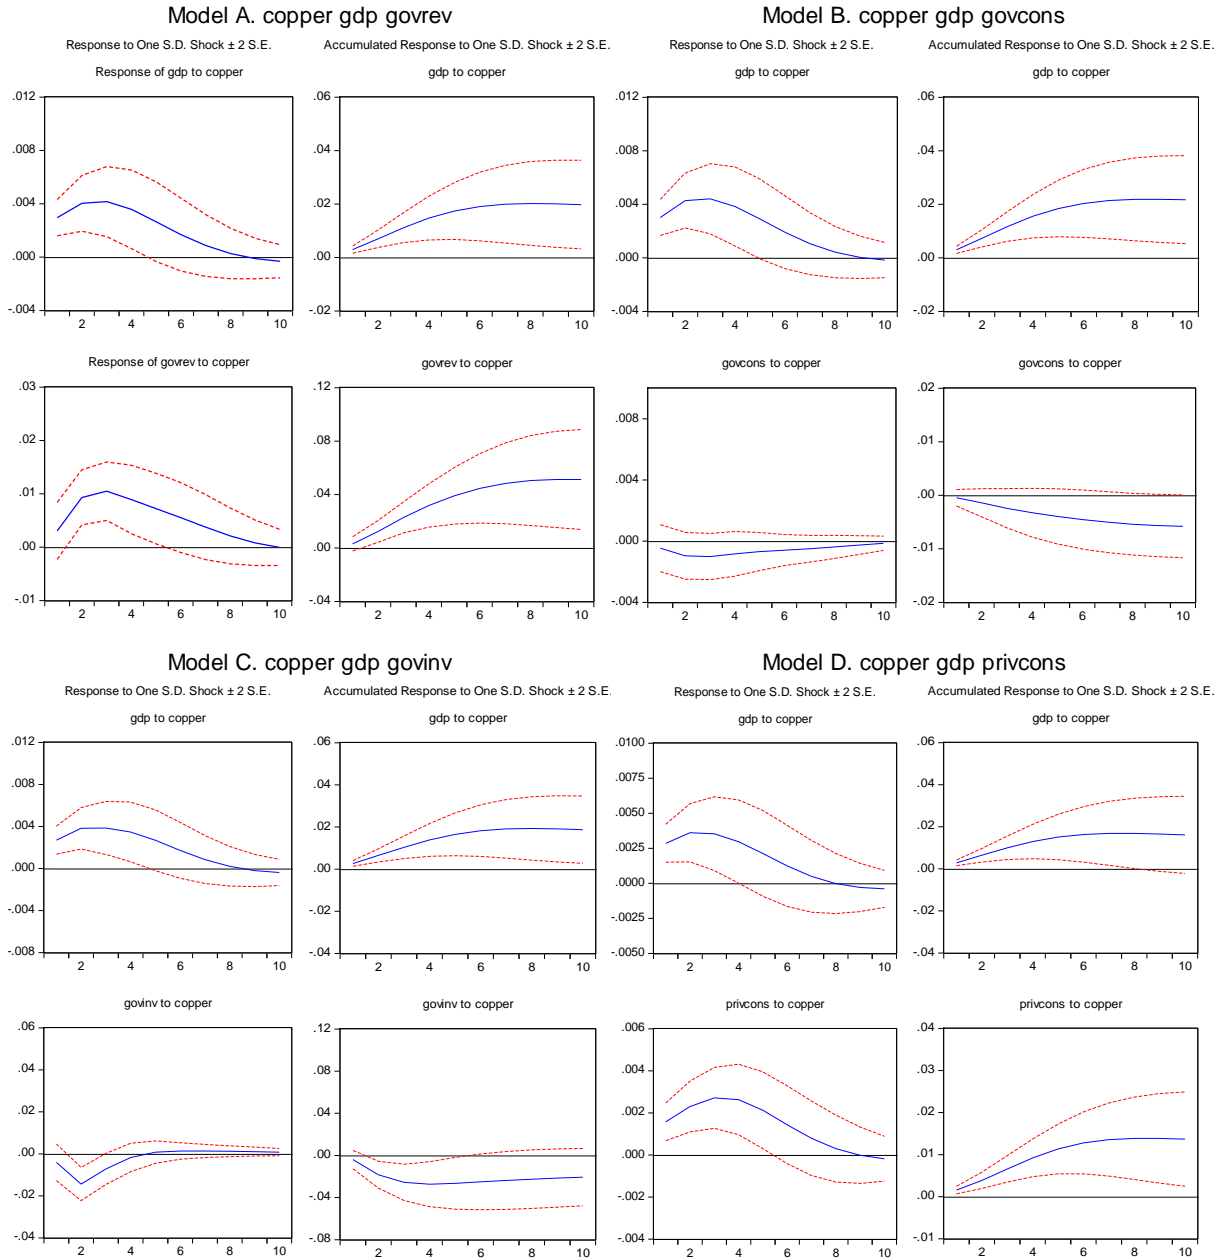 Model A. copper gdp govrev
Model B. copper gdp govcons
Response to One S.D. Shock ± 2 S.E.
Accumulated Response to One S.D. Shock ± 2 S.E.
Response to One S.D. Shock ± 2 S.E.
Accumulated Response to One S.D. Shock ± 2 S.E.
Response of gdp to copper
gdp to copper
gdp to copper
gdp to copper
.012
.008
.004
.000
-.004
2 4 6 8 10
.06
.04
.02
.00
-.02
2 4 6 8 10
.012
.008
.004
.000
-.004
2 4 6 8 10
.06
.04
.02
.00
-.02
2 4 6 8 10
Response of govrev to copper
govrev to copper
govcons to copper
govcons to copper
.03
.02
.01
.00
-.01
2 4 6 8 10
.12
.08
.04
.00
-.04
2 4 6 8 10
.008
.004
.000
-.004
2 4 6 8 10
.02
.01
.00
-.01
-.02
2 4 6 8 10
Model C. copper gdp govinv
Model D. copper gdp privcons
Response to One S.D. Shock ± 2 S.E.
Accumulated Response to One S.D. Shock ± 2 S.E.
Response to One S.D. Shock ± 2 S.E.
Accumulated Response to One S.D. Shock ± 2 S.E.
gdp to copper
gdp to copper
gdp to copper
gdp to copper
.012
.008
.004
.000
-.004
-.008
2 4 6 8 10
.06
.04
.02
.00
-.02
-.04
2 4 6 8 10
.0100
.0075
.0050
.0025
.0000
-.0025
-.0050
2 4 6 8 10
.06
.04
.02
.00
-.02
-.04
2 4 6 8 10
govinv to copper
govinv to copper
privcons to copper
privcons to copper
.06
.04
.02
.00
-.02
-.04
2 4 6 8 10
.12
.08
.04
.00
-.04
-.08
2 4 6 8 10
.006
.004
.002
.000
-.002
-.004
2 4 6 8 10
.04
.03
.02
.01
.00
-.01
2 4 6 8 10